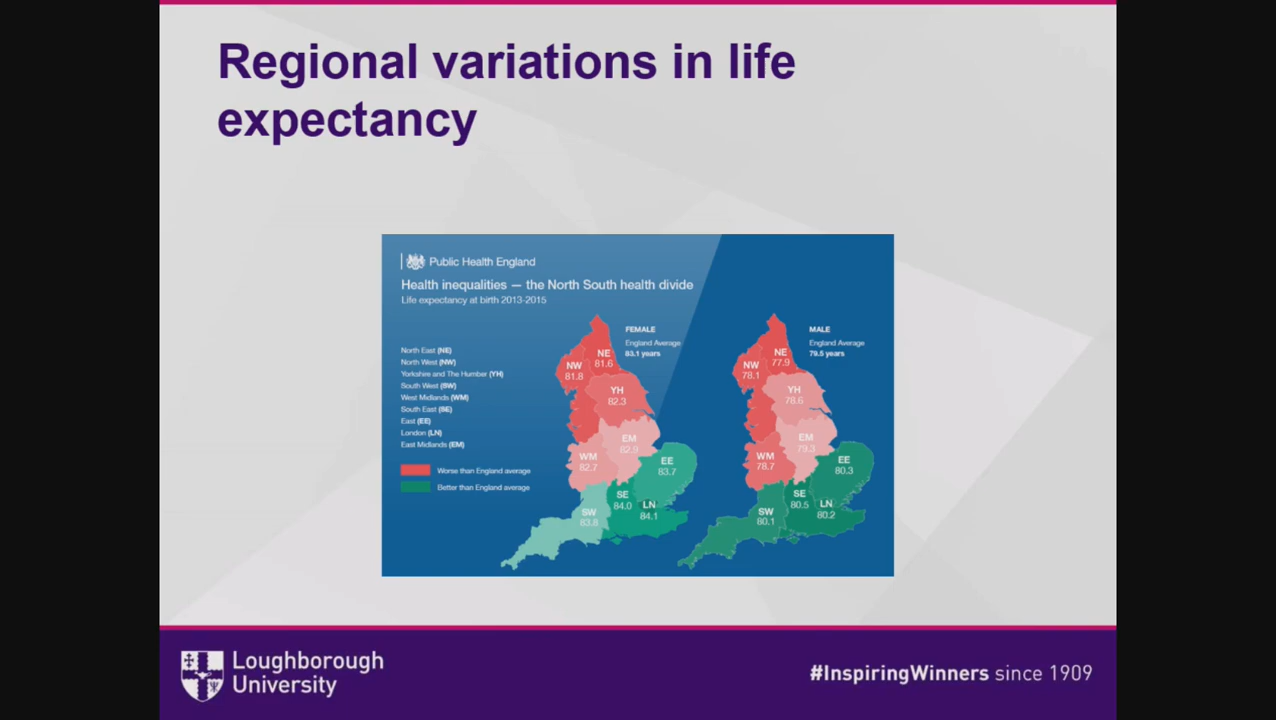 Regional variations in life
expectancy
Public Health England
Health inequalities — the North South health divide
Life expectancy at birth 2013-2015
North East (NE)
North West (NW)
Yorkshire and The Humber (YH)
South West (SW)
West Midlands (WM)
South East (SE)
East (EE)
London (LN)
East Midlands (EM)
Worse than England average
Better than England average
FEMALE
England Average
83.1 years
NE
81.6
NW
81.8
YH
82.3
EM
82.9
WM
82.7
EE
83.7
SE
84.0
LN
84.1
SW
83.8
MALE
England Average
79.5 years
NE
77.9
NW
78.1
YH
78.6
EM
79.3
WM
78.7
EE
80.3
SE
80.5
LN
80.2
SW
80.1
Loughborough
University
#InspiringWinners since 1909